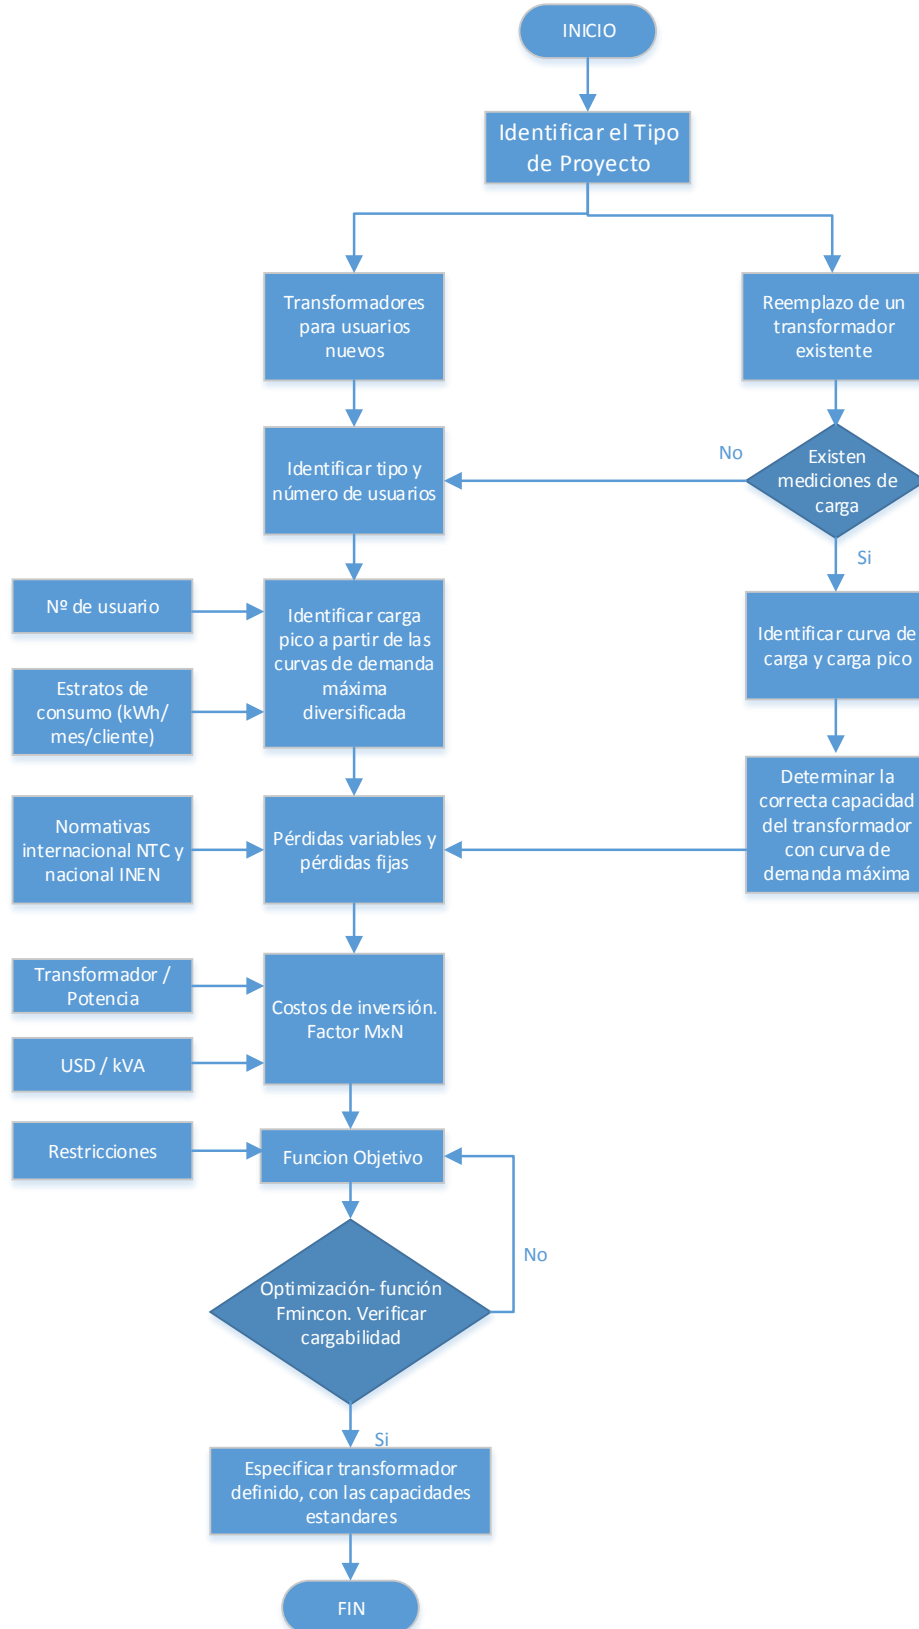 INICIO
Identificar el Tipo
de Proyecto
Transformadores
para usuarios
nuevos
Reemplazo de un
transformador
existente
No
Existen
mediciones de
carga
Identificar tipo y
número de usuarios
Si
Nº de usuario
Identificar carga
pico a partir de las
curvas de demanda
máxima
diversificada
Identificar curva de
carga y carga pico
Estratos de
consumo (kWh/
mes/cliente)
Determinar la
correcta capacidad
del transformador
con curva de
demanda máxima
Normativas
internacional NTC y
nacional INEN
Pérdidas variables y
pérdidas fijas
Transformador /
Potencia
Costos de inversión.
Factor MxN
USD / kVA
Restricciones
Funcion Objetivo
No
Optimización- función
Fmincon. Verificar
cargabilidad
Si
Especificar transformador
definido, con las capacidades
estandares
FIN